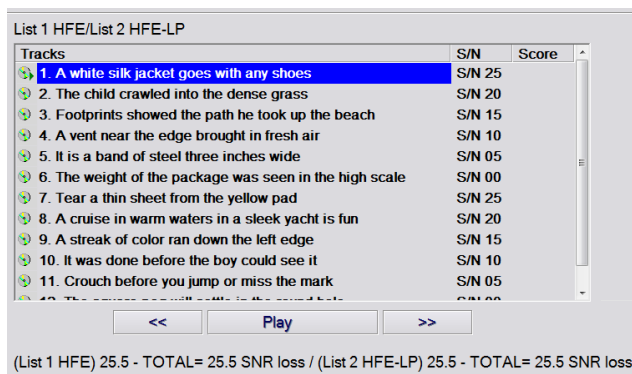 List 1 HFE/List 2 HFE-LP
Tracks S/N Score
1. A white silk jacket goes with any shoes S/N 25
2. The child crawled into the dense grass S/N 20
3. Footprints showed the path he took up the beach S/N 15
4. A vent near the edge brought in fresh air S/N 10
5. It is a band of steel three inches wide S/N 05
6. The weight of the package was seen in the high scale S/N 00
7. Tear a thin sheet from the yellow pad S/N 25
8. A cruise in warm waters in a sleek yacht is fun S/N 20
9. A streak of color ran down the left edge S/N 15
10. It was done before the boy could see it S/N 10
11. Crouch before you jump or miss the mark S/N 05
<< Play >>
(List 1 HFE) 25.5 - TOTAL= 25.5 SNR loss / (List 2 HFE-LP) 25.5 - TOTAL= 25.5 SNR loss